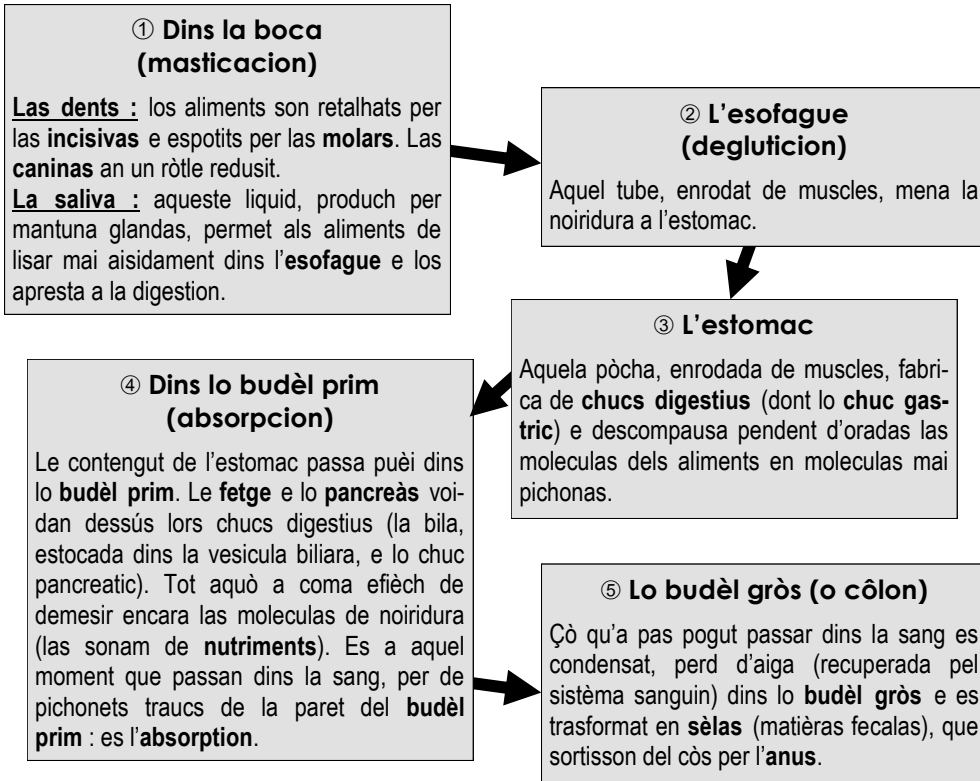 ① Dins la boca
(masticacion)
Las dents : los aliments son retalhats per
las incisivas e espotits per las molars. Las
caninas an un ròtle redusit.
La saliva : aqueste liquid, produch per
mantuna glandas, permet als aliments de
lisar mai aisidament dins l’esofague e los
apresta a la digestion.
② L’esofague
(degluticion)
Aquel tube, enrodat de muscles, mena la
noiridura a l’estomac.
③ L’estomac
Aquela pòcha, enrodada de muscles, fabri-
ca de chucs digestius (dont lo chuc gas-
tric) e descompausa pendent d’oradas las
moleculas dels aliments en moleculas mai
pichonas.
④ Dins lo budèl prim
(absorpcion)
Le contengut de l’estomac passa puèi dins
lo budèl prim. Le fetge e lo pancreàs voi-
dan dessús lors chucs digestius (la bila,
estocada dins la vesicula biliara, e lo chuc
pancreatic). Tot aquò a coma efièch de
demesir encara las moleculas de noiridura
(las sonam de nutriments). Es a aquel
moment que passan dins la sang, per de
pichonets traucs de la paret del budèl
prim : es l’absorption.
⑤ Lo budèl gròs (o côlon)
Çò qu’a pas pogut passar dins la sang es
condensat, perd d’aiga (recuperada pel
sistèma sanguin) dins lo budèl gròs e es
trasformat en sèlas (matièras fecalas), que
sortisson del còs per l’anus.